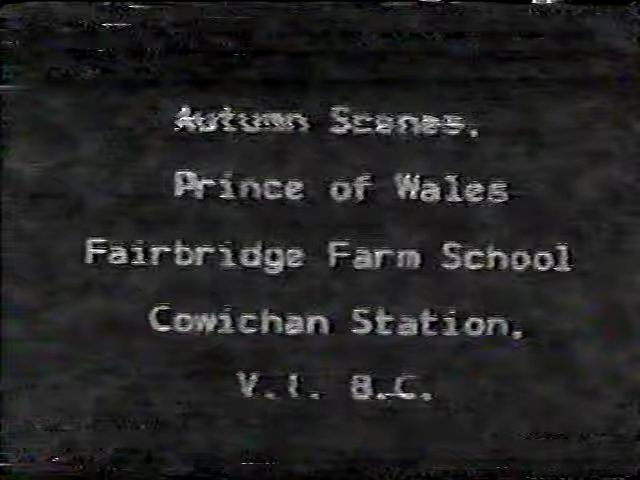 Autumn Scenes.
Prince of Wales
Fairbridge Farm School
Cowichan Station.
V.I. B.C.